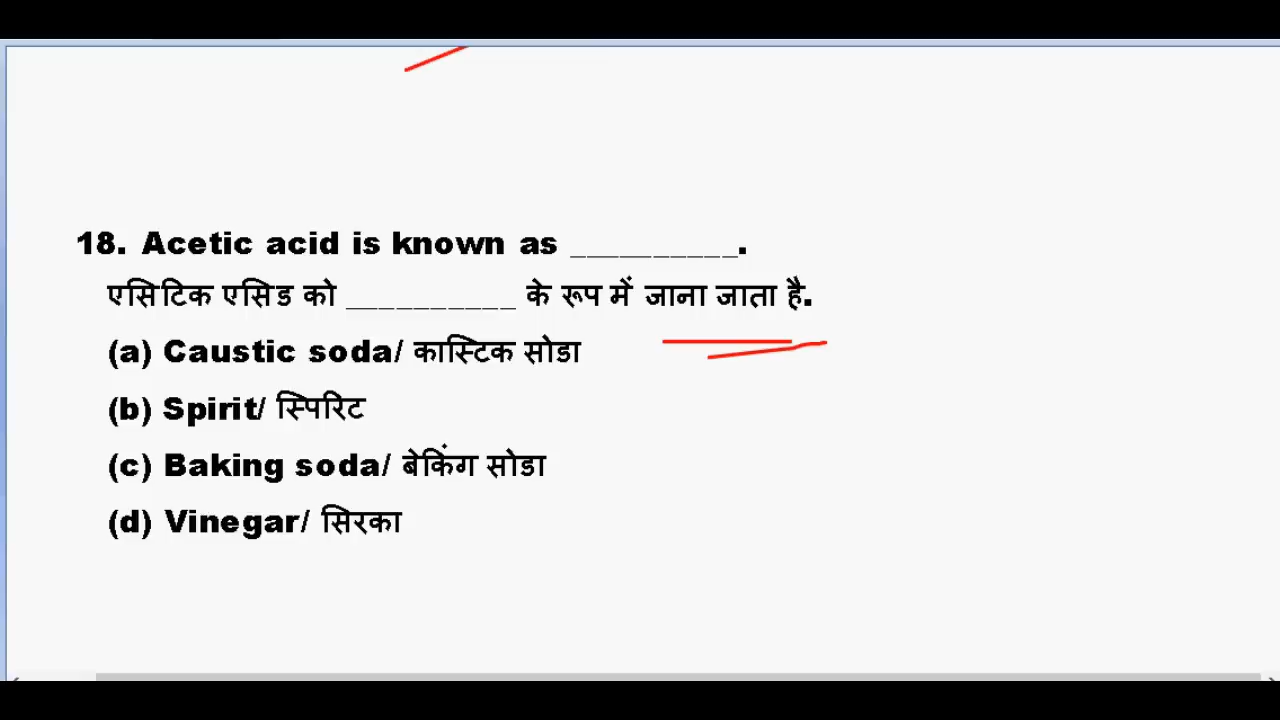 18. Acetic acid is known as __________.
एसिटिक एसिड को __________ के रूप में जाना जाता है.
(a) Caustic soda/ कास्टिक सोडा
(b) Spirit/ स्पिरिट
(c) Baking soda/ बेकिंग सोडा
(d) Vinegar/ सिरका